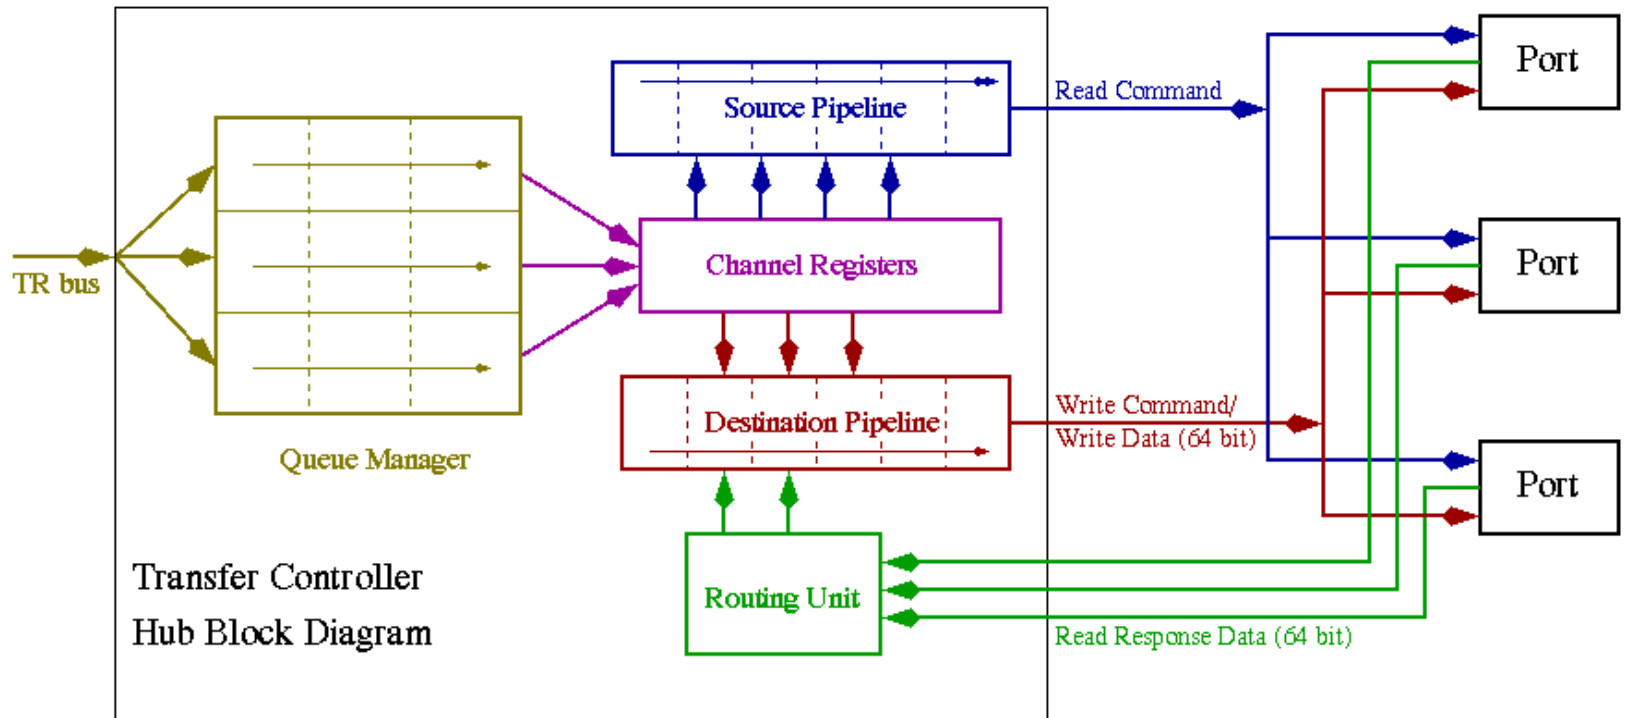 Port
Source Pipeline
Read Command
TR bus
Channel Registers
Port
Destination Pipeline
Write Command/
Write Data (64 bit)
Queue Manager
Port
Transfer Controller
Hub Block Diagram
Routing Unit
Read Response Data (64 bit)